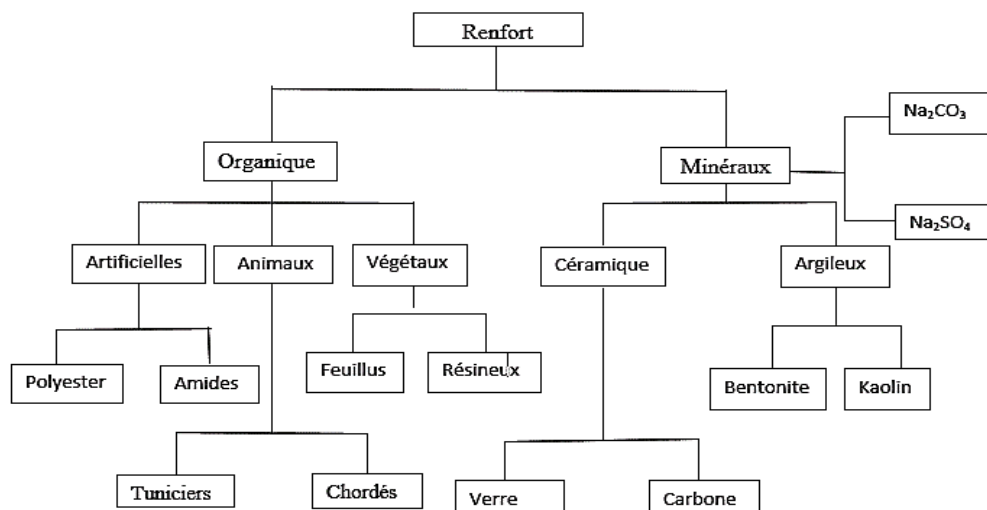 Renfort
Na₂CO₃
Organique
Minéraux
Na₂SO₄
Artificielles
Animaux
Végétaux
Céramique
Argileux
Polyester
Amides
Feuillus
Résineux
Bentonite
Kaolin
Tuniciers
Chordés
Verre
Carbone